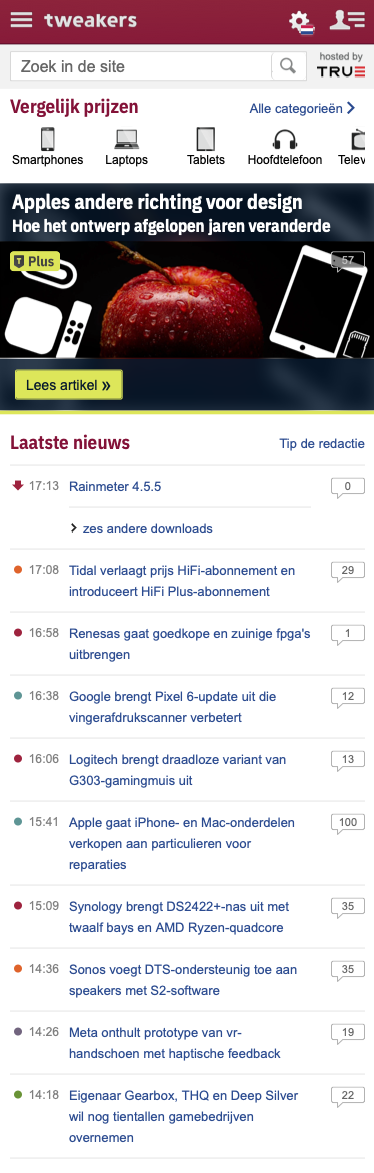 tweakers
Zoek in de site
hosted by
TRUE
Vergelijk prijzen
Alle categorieën
Smartphones
Laptops
Tablets
Hoofdtelefoon
Telev
Apples andere richting voor design
Hoe het ontwerp afgelopen jaren veranderde
T Plus
57
Lees artikel »
Laatste nieuws
Tip de redactie
17:13 Rainmeter 4.5.5 0
zes andere downloads
17:08 Tidal verlaagt prijs HiFi-abonnement en 29
introduceert HiFi Plus-abonnement
16:58 Renesas gaat goedkope en zuinige fpga's 1
uitbrengen
16:38 Google brengt Pixel 6-update uit die 12
vingerafdrukscanner verbetert
16:06 Logitech brengt draadloze variant van 13
G303-gamingmuis uit
15:41 Apple gaat iPhone- en Mac-onderdelen 100
verkopen aan particulieren voor
reparaties
15:09 Synology brengt DS2422+-nas uit met 35
twaalf bays en AMD Ryzen-quadcore
14:36 Sonos voegt DTS-ondersteunig toe aan 35
speakers met S2-software
14:26 Meta onthult prototype van vr- 19
handschoen met haptische feedback
14:18 Eigenaar Gearbox, THQ en Deep Silver 22
wil nog tientallen gamebedrijven
overnemen